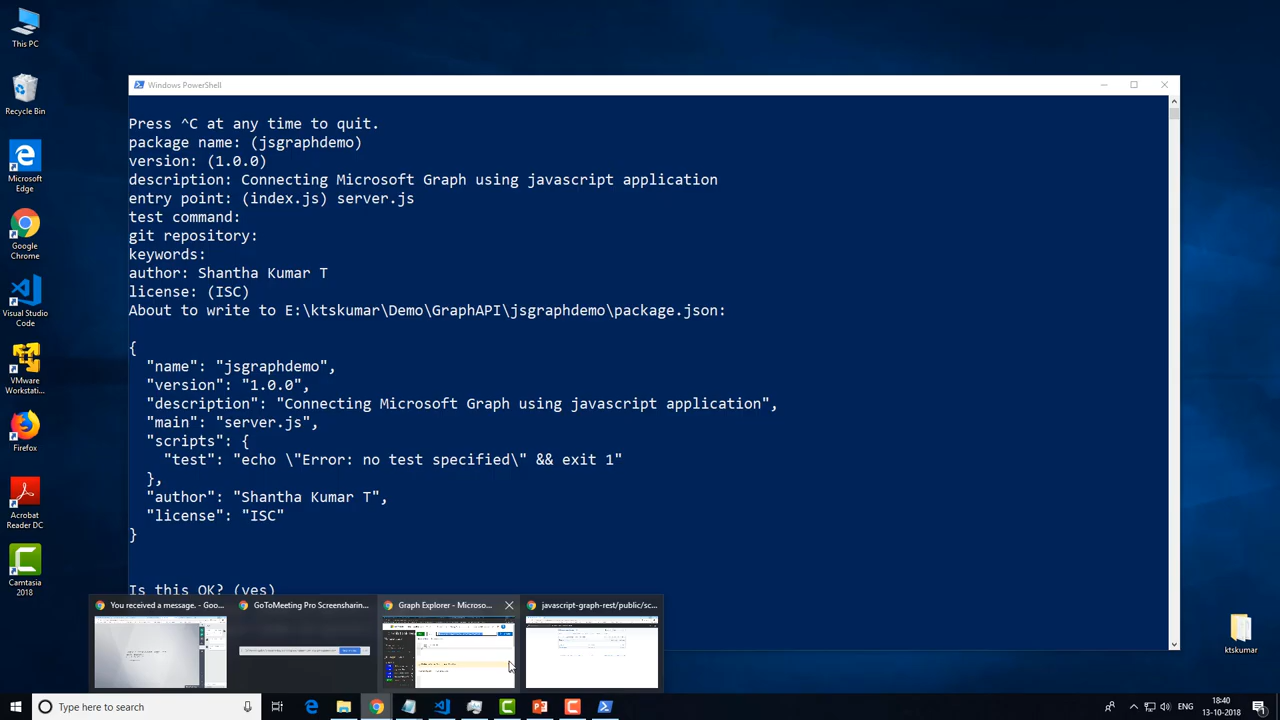 This PC
Recycle Bin
Microsoft
Edge
Google
Chrome
Visual Studio
Code
VMware
Workstati...
Firefox
Acrobat
Reader DC
Camtasia
2018
Windows PowerShell
Press ^C at any time to quit.
package name: (jsgraphdemo)
version: (1.0.0)
description: Connecting Microsoft Graph using javascript application
entry point: (index.js) server.js
test command:
git repository:
keywords:
author: Shantha Kumar T
license: (ISC)
About to write to E:\ktskumar\Demo\GraphAPI\jsgraphdemo\package.json:
{
"name": "jsgraphdemo",
"version": "1.0.0",
"description": "Connecting Microsoft Graph using javascript application",
"main": "server.js",
"scripts": {
"test": "echo \"Error: no test specified\" && exit 1"
},
"author": "Shantha Kumar T",
"license": "ISC"
}
Is this OK? (yes)
You received a message. - Goo...
GoToMeeting Pro Screensharin...
Graph Explorer - Microso...
javascript-graph-rest/public/sc...
ktskumar
Type here to search
ENG
18:40
13-10-2018